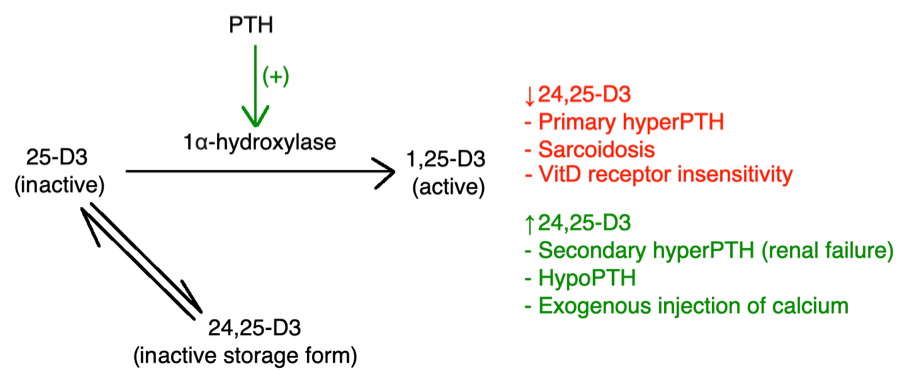 PTH
(+)
1α-hydroxylase
25-D3
(inactive)
1,25-D3
(active)
24,25-D3
(inactive storage form)
↓24,25-D3
- Primary hyperPTH
- Sarcoidosis
- VitD receptor insensitivity
↑24,25-D3
- Secondary hyperPTH (renal failure)
- HypoPTH
- Exogenous injection of calcium